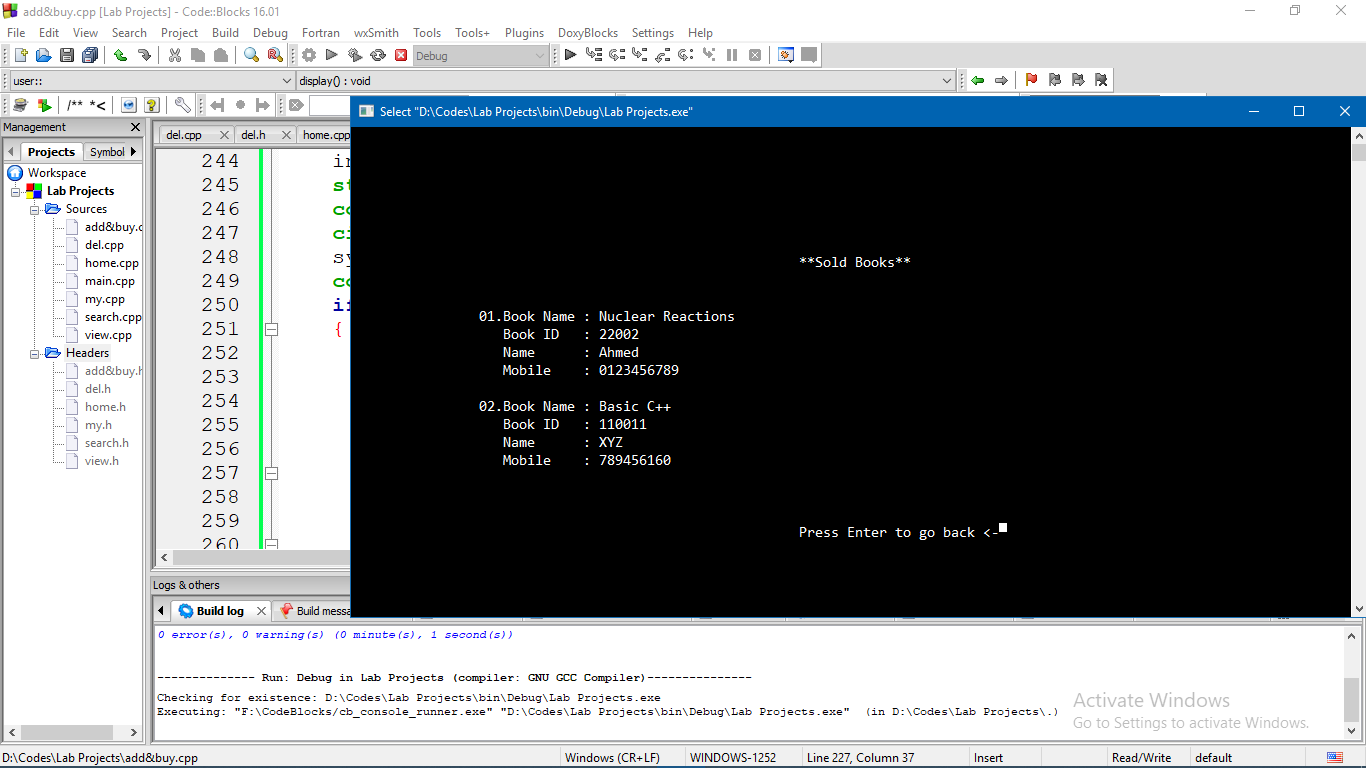 add&buy.cpp [Lab Projects] - Code::Blocks 16.01
File Edit View Search Project Build Debug Fortran wxSmith Tools Tools+ Plugins DoxyBlocks Settings Help
Debug
user:: display() : void
/** *<
Management
Select "D:\Codes\Lab Projects\bin\Debug\Lab Projects.exe"
del.cpp del.h home.cpp
Projects Symbol
Workspace
Lab Projects
Sources
add&buy.c
del.cpp
home.cpp
main.cpp
my.cpp
search.cpp
view.cpp
Headers
add&buy.h
del.h
home.h
my.h
search.h
view.h
244
245 st
246 co
247 ci
248 sy
249 co
250 if
251 {
252
253
254
255
256
257
258
259
260
**Sold Books**
01.Book Name : Nuclear Reactions
Book ID : 22002
Name : Ahmed
Mobile : 0123456789
02.Book Name : Basic C++
Book ID : 110011
Name : XYZ
Mobile : 789456160
Press Enter to go back <-
Logs & others
Build log Build messa
0 error(s), 0 warning(s) (0 minute(s), 1 second(s))
-------------- Run: Debug in Lab Projects (compiler: GNU GCC Compiler)---------------
Checking for existence: D:\Codes\Lab Projects\bin\Debug\Lab Projects.exe
Executing: "F:\CodeBlocks/cb_console_runner.exe" "D:\Codes\Lab Projects\bin\Debug\Lab Projects.exe" (in D:\Codes\Lab Projects\.)
Activate Windows
Go to Settings to activate Windows.
D:\Codes\Lab Projects\add&buy.cpp Windows (CR+LF) WINDOWS-1252 Line 227, Column 37 Insert Read/Write default